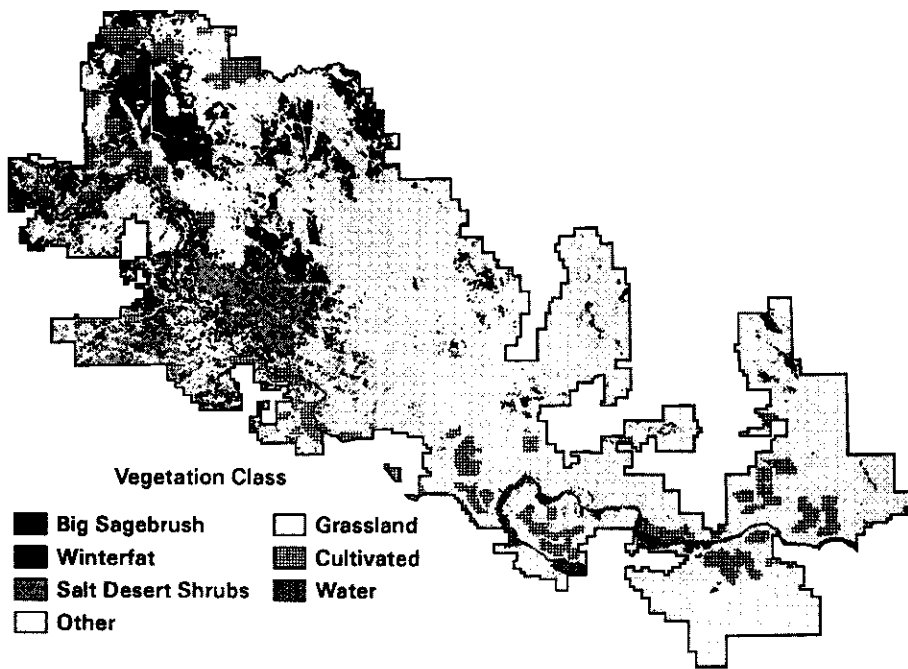 Vegetation Class
Big Sagebrush
Winterfat
Salt Desert Shrubs
Other
Grassland
Cultivated
Water